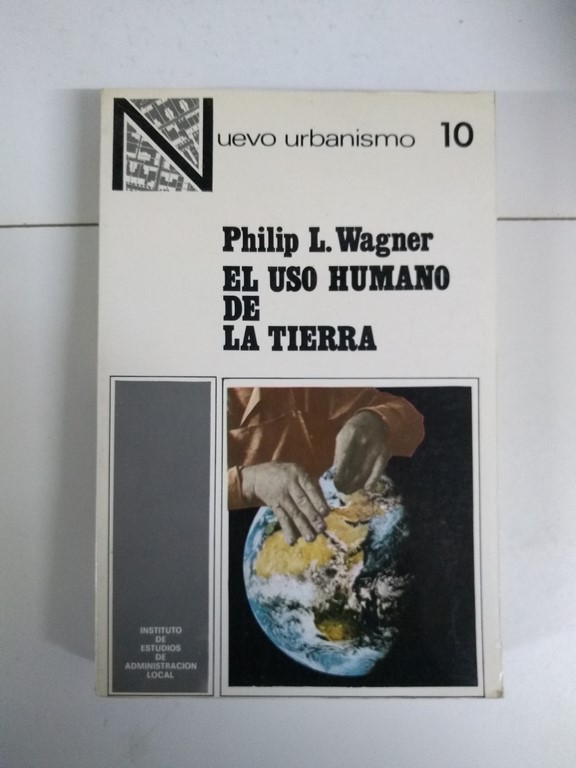 Nuevo urbanismo 10
Philip L. Wagner
EL USO HUMANO
DE
LA TIERRA
INSTITUTO
DE
ESTUDIOS
DE
ADMINISTRACION
LOCAL